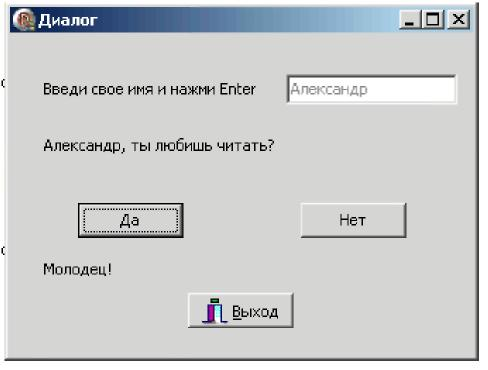 Диалог
Введи свое имя и нажми Enter Александр
Александр, ты любишь читать?
Да Нет
Молодец!
Выход